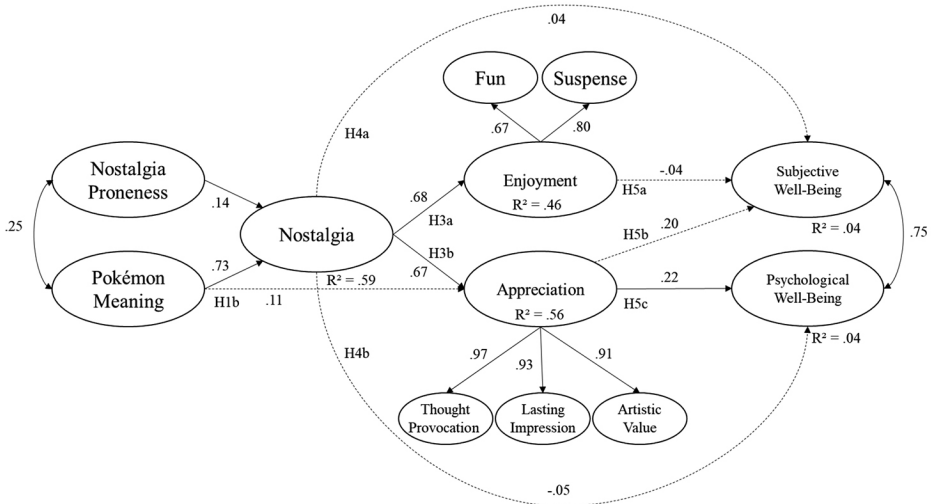 .04
Fun
Suspense
.67
.80
H4a
Nostalgia
Proneness
Enjoyment
R² = .46
-.04
H5a
Subjective
Well-Being
R² = .04
.14
.68
H3a
.20
H5b
.25
Nostalgia
R² = .59
.75
H3b
.67
Pokémon
Meaning
.73
H1b
.11
Appreciation
R² = .56
.22
H5c
Psychological
Well-Being
R² = .04
H4b
.97
.93
.91
Thought
Provocation
Lasting
Impression
Artistic
Value
-.05